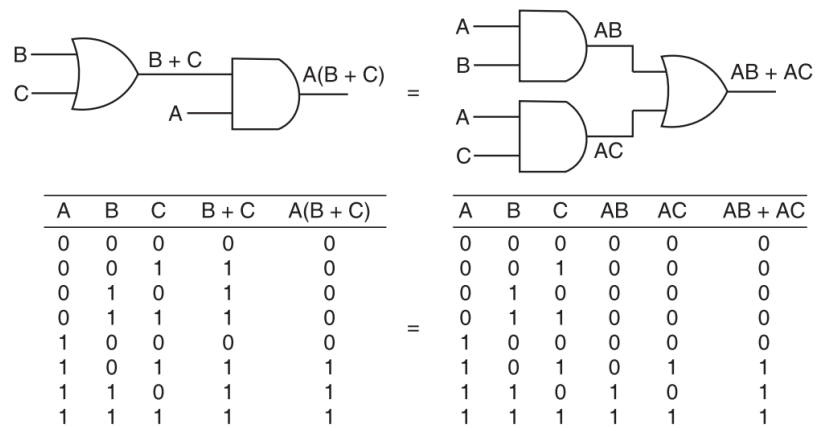 B
C
B + C
A
A(B + C)
=
A
B
AB
A
C
AC
AB + AC
A B C B + C A(B + C)
0 0 0 0 0
0 0 1 1 0
0 1 0 1 0
0 1 1 1 0
1 0 0 0 0
1 0 1 1 1
1 1 0 1 1
1 1 1 1 1
=
A B C AB AC AB + AC
0 0 0 0 0 0
0 0 1 0 0 0
0 1 0 0 0 0
0 1 1 0 0 0
1 0 0 0 0 0
1 0 1 0 1 1
1 1 0 1 0 1
1 1 1 1 1 1